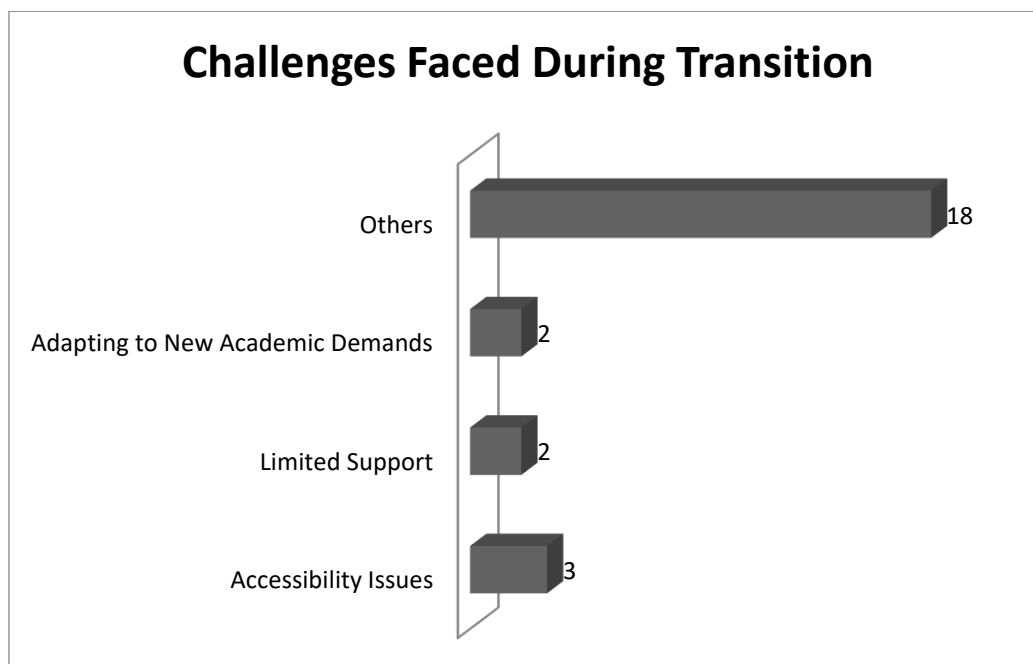 Challenges Faced During Transition
Others
18
Adapting to New Academic Demands
2
Limited Support
2
Accessibility Issues
3